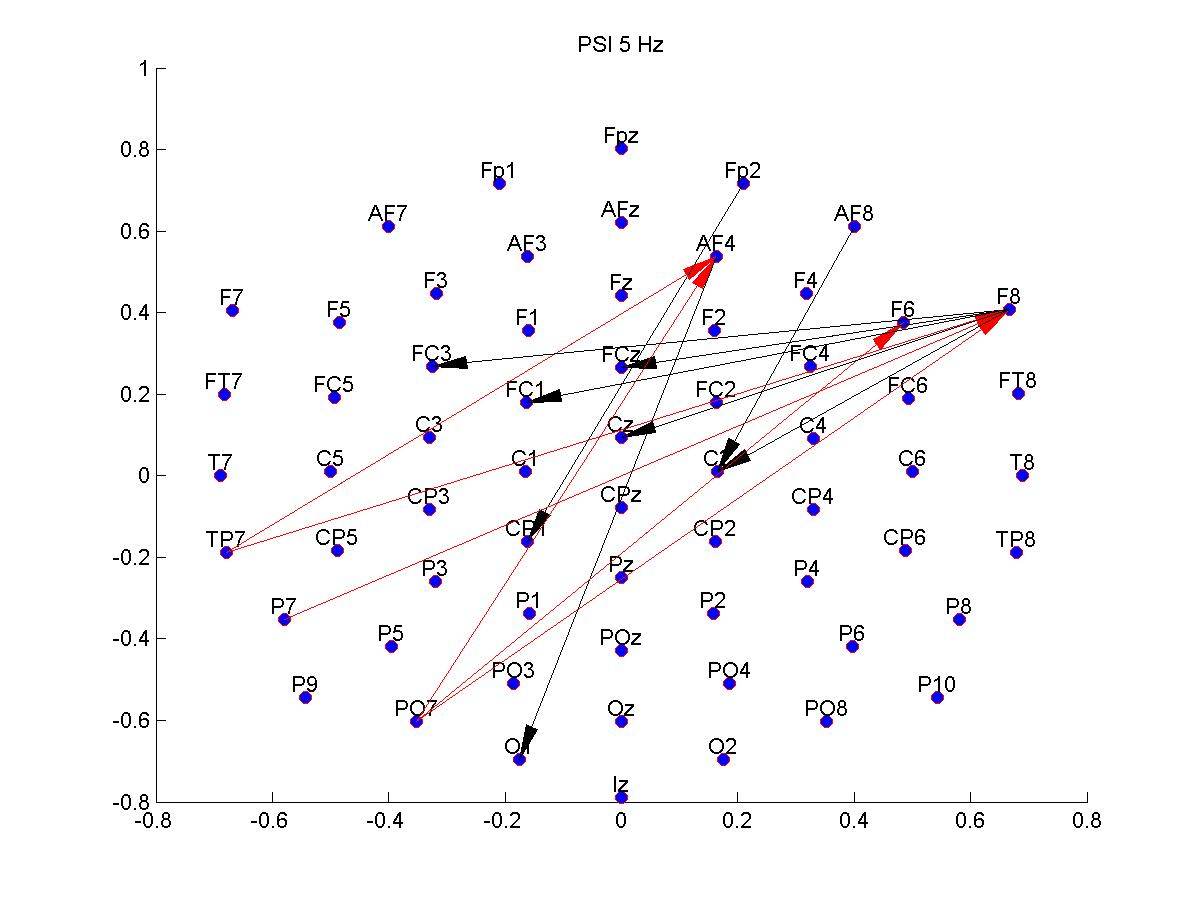 PSI 5 Hz
1
Fpz
0.8
Fp1 Fp2
AF7 AFz AF8
0.6
AF3 AF4
F3 Fz F4
F7 F5 F6 F8
0.4
F1 F2
FC3 FCz FC4
FT7 FC5 FC1 FC2 FC6 FT8
0.2
C3 Cz C4
T7 C5 C1 C6 T8
0
CP3 CPz CP4
TP7 CP5 CP1 CP2 CP6 TP8
-0.2
P3 Pz P4
P7 P1 P2 P8
P5 POz P6
-0.4
P9 PO3 PO4 P10
PO7 Oz PO8
-0.6
O1 O2
Iz
-0.8
-0.8 -0.6 -0.4 -0.2 0 0.2 0.4 0.6 0.8